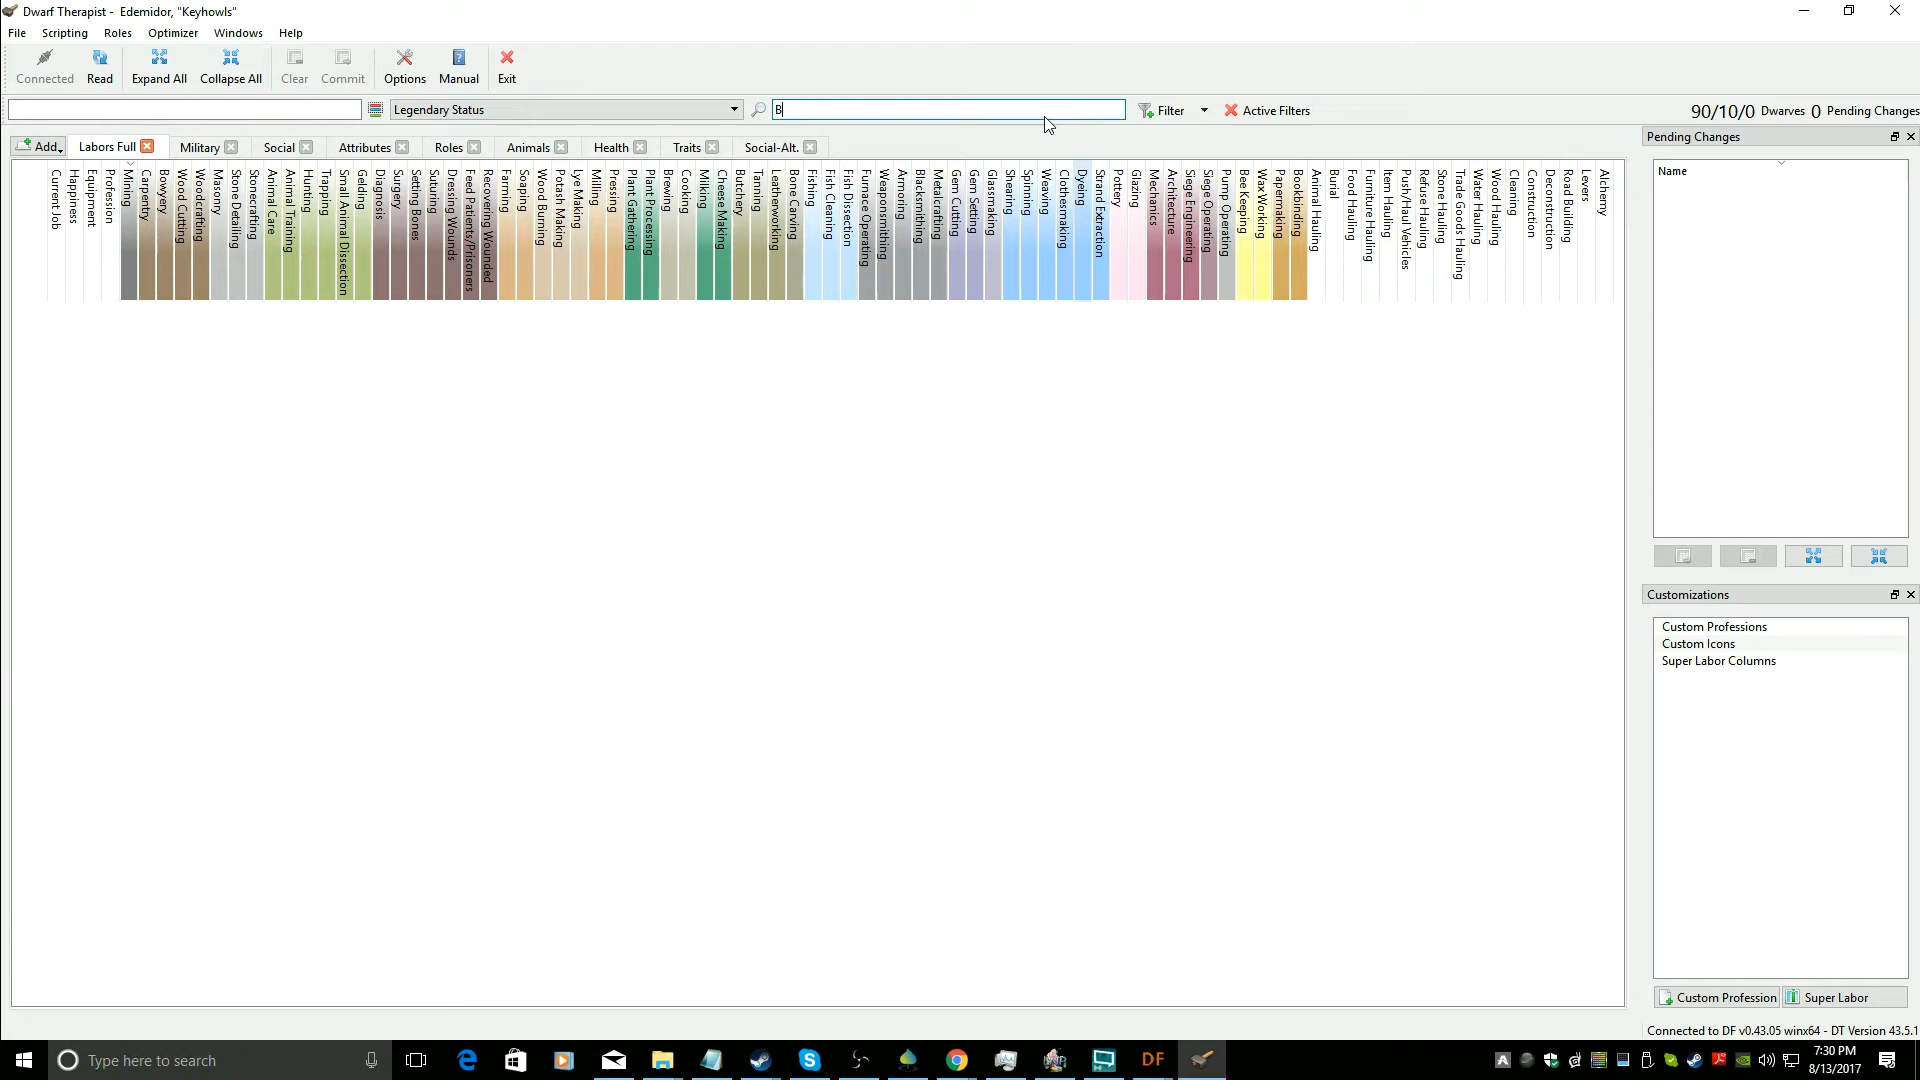 Dwarf Therapist - Edemidor, "Keyhowls"
File Scripting Roles Optimizer Windows Help
Connected Read Expand All Collapse All Clear Commit Options Manual Exit
Legendary Status B Filter Active Filters 90/10/0 Dwarves 0 Pending Changes
Add Labors Full Military Social Attributes Roles Animals Health Traits Social-Alt.
Current Job
Happiness
Equipment
Profession
Mining
Carpentry
Bowyery
Wood Cutting
Woodcrafting
Masonry
Stone Detailing
Stonecrafting
Animal Care
Animal Training
Hunting
Trapping
Small Animal Dissection
Gelding
Diagnosis
Surgery
Setting Bones
Suturing
Dressing Wounds
Feed Patients/Prisoners
Recovering Wounded
Farming
Soaping
Wood Burning
Potash Making
Lye Making
Milling
Pressing
Plant Gathering
Plant Processing
Brewing
Cooking
Milking
Cheese Making
Butchery
Tanning
Leatherworking
Bone Carving
Fishing
Fish Cleaning
Fish Dissection
Furnace Operating
Weaponsmithing
Armoring
Blacksmithing
Metalcrafting
Gem Cutting
Gem Setting
Glassmaking
Shearing
Spinning
Weaving
Clothesmaking
Dyeing
Strand Extraction
Pottery
Glazing
Mechanics
Architecture
Siege Engineering
Siege Operating
Pump Operating
Bee Keeping
Wax Working
Papermaking
Bookbinding
Animal Hauling
Burial
Food Hauling
Furniture Hauling
Item Hauling
Push/Haul Vehicles
Refuse Hauling
Stone Hauling
Trade Goods Hauling
Water Hauling
Wood Hauling
Cleaning
Construction
Deconstruction
Road Building
Levers
Alchemy
Pending Changes
Name
Customizations
Custom Professions
Custom Icons
Super Labor Columns
Custom Profession Super Labor
Connected to DF v0.43.05 winx64 - DT Version 43.5.1
Type here to search
DF
A
7:30 PM
8/13/2017